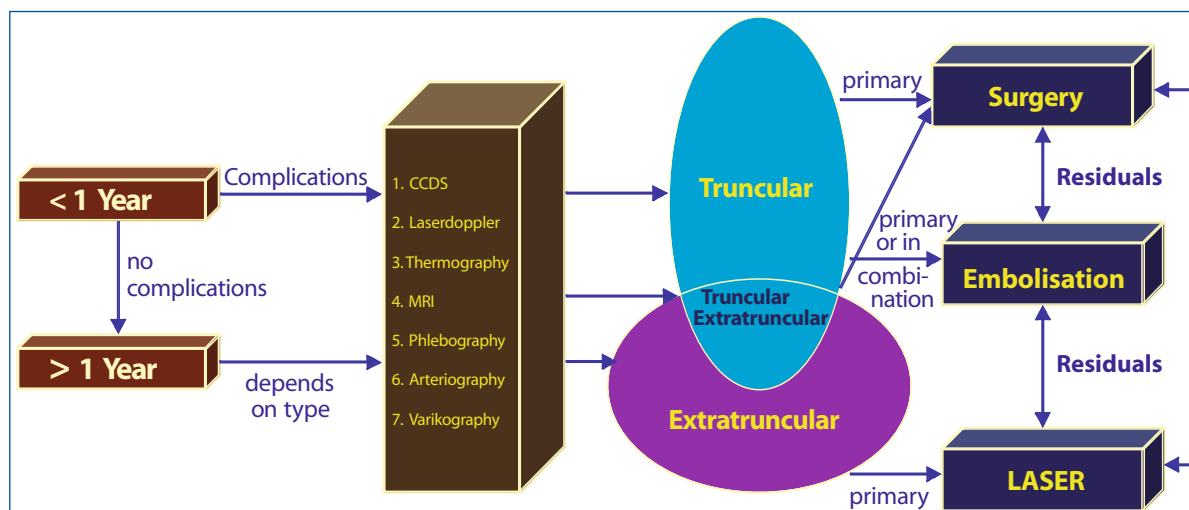 < 1 Year
Complications
no
complications
> 1 Year
depends
on type
1. CCDS
2. Laserdoppler
3. Thermography
4. MRI
5. Phlebography
6. Arteriography
7. Varikography
Truncular
Truncular
Extratruncular
Extratruncular
primary
primary
or in
combi-
nation
primary
Surgery
Residuals
Embolisation
Residuals
LASER